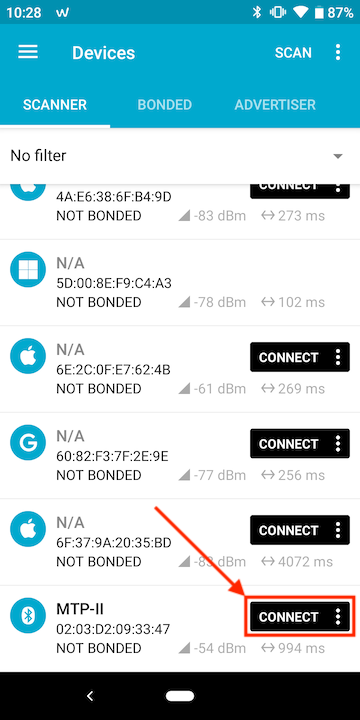 10:28 87%
Devices SCAN
SCANNER BONDED ADVERTISER
No filter
4A:E6:38:6F:B4:9D CONNECT
NOT BONDED -83 dBm 273 ms
N/A
5D:00:8E:F9:C4:A3
NOT BONDED -78 dBm 102 ms
N/A
6E:2C:0F:E7:62:4B CONNECT
NOT BONDED -61 dBm 269 ms
N/A
60:82:F3:7F:2E:9E CONNECT
NOT BONDED -77 dBm 256 ms
N/A
6F:37:9A:20:35:BD CONNECT
NOT BONDED -83 dBm 4072 ms
MTP-II
02:03:D2:09:33:47 CONNECT
NOT BONDED -54 dBm 994 ms